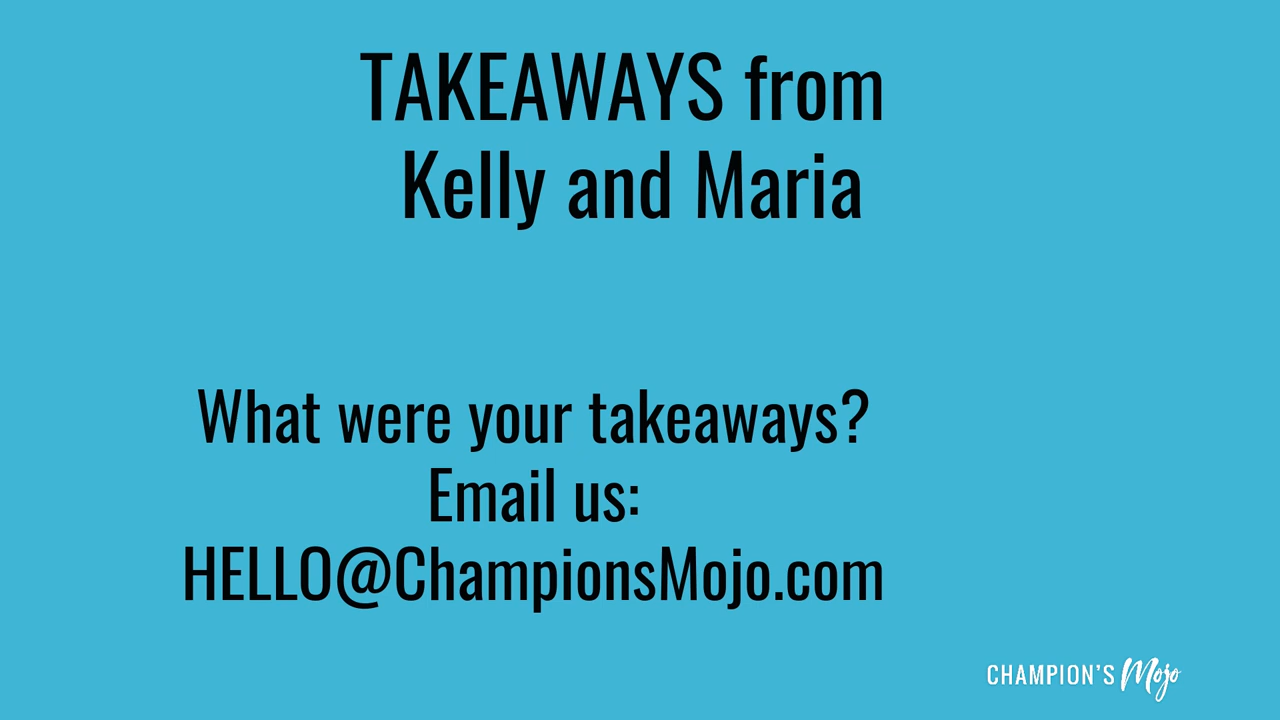 TAKEAWAYS from
Kelly and Maria
What were your takeaways?
Email us:
HELLO@ChampionsMojo.com
CHAMPION'S Mojo